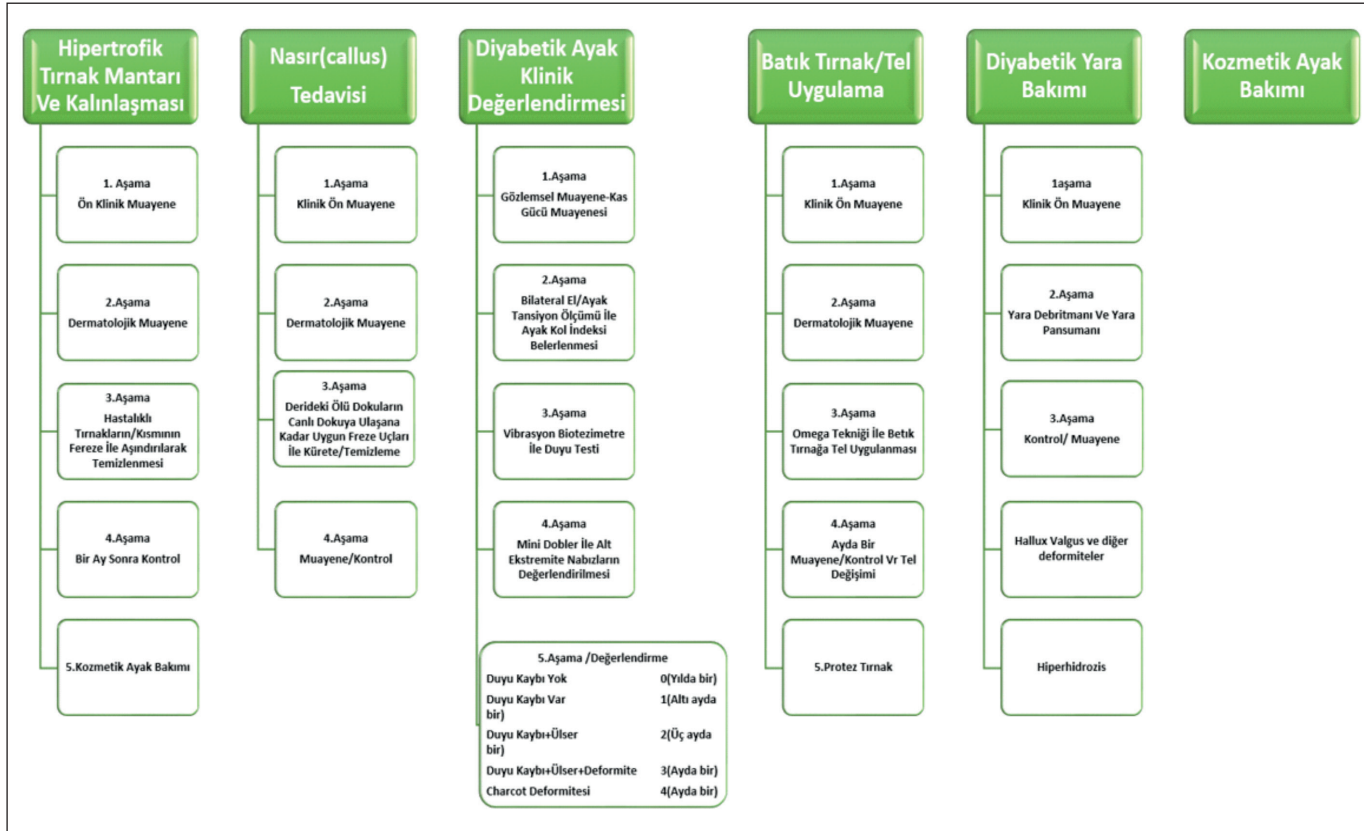 Hipertrofik
Tırnak Mantarı
Ve Kalınlaşması
1. Aşama
Ön Klinik Muayene
2.Aşama
Dermatolojik Muayene
3.Aşama
Hastalıklı
Tırnakların/Kısmının
Fereze İle Aşındırılarak
Temizlenmesi
4.Aşama
Bir Ay Sonra Kontrol
5.Kozmetik Ayak Bakımı
Nasır(callus)
Tedavisi
1.Aşama
Klinik Ön Muayene
2.Aşama
Dermatolojik Muayene
3.Aşama
Derideki Ölü Dokuların
Canlı Dokuya Ulaşana
Kadar Uygun Freze Uçları
İle Kürete/Temizleme
4.Aşama
Muayene/Kontrol
Diyabetik Ayak
Klinik
Değerlendirmesi
1.Aşama
Gözlemsel Muayene-Kas
Gücü Muayenesi
2.Aşama
Bilateral El/Ayak
Tansiyon Ölçümü İle
Ayak Kol İndeksi
Belerlenmesi
3.Aşama
Vibrasyon Biotezimetre
İle Duyu Testi
4.Aşama
Mini Dobler İle Alt
Ekstremite Nabızların
Değerlendirilmesi
5.Aşama /Değerlendirme
Duyu Kaybı Yok 0(Yılda bir)
Duyu Kaybı Var 1(Altı ayda
bir)
Duyu Kaybı+Ülser 2(Üç ayda
bir)
Duyu Kaybı+Ülser+Deformite 3(Ayda bir)
Charcot Deformitesi 4(Ayda bir)
Batık Tırnak/Tel
Uygulama
1.Aşama
Klinik Ön Muayene
2.Aşama
Dermatolojik Muayene
3.Aşama
Omega Tekniği İle Betık
Tırnağa Tel Uygulanması
4.Aşama
Ayda Bir
Muayene/Kontrol Vr Tel
Değişimi
5.Protez Tırnak
Diyabetik Yara
Bakımı
1aşama
Klinik Ön Muayene
2.Aşama
Yara Debritmanı Ve Yara
Pansumanı
3.Aşama
Kontrol/ Muayene
Hallux Valgus ve diğer
deformiteler
Hiperhidrozis
Kozmetik Ayak
Bakımı